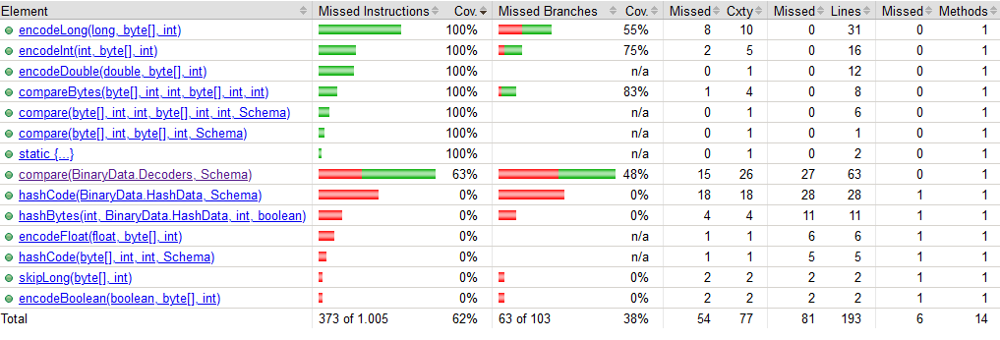 Element Missed Instructions Cov. Missed Branches Cov. Missed Cxty Missed Lines Missed Methods
encodeLong(long, byte[], int) 100% 55% 8 10 0 31 0 1
encodeInt(int, byte[], int) 100% 75% 2 5 0 16 0 1
encodeDouble(double, byte[], int) 100% n/a 0 1 0 12 0 1
compareBytes(byte[], int, int, byte[], int, int) 100% 83% 1 4 0 8 0 1
compare(byte[], int, int, byte[], int, int, Schema) 100% n/a 0 1 0 6 0 1
compare(byte[], int, byte[], int, Schema) 100% n/a 0 1 0 1 0 1
static {...} 100% n/a 0 1 0 2 0 1
compare(BinaryData.Decoders, Schema) 63% 48% 15 26 27 63 0 1
hashCode(BinaryData.HashData, Schema) 0% 0% 18 18 28 28 1 1
hashBytes(int, BinaryData.HashData, int, boolean) 0% 0% 4 4 11 11 1 1
encodeFloat(float, byte[], int) 0% n/a 1 1 6 6 1 1
hashCode(byte[], int, int, Schema) 0% n/a 1 1 5 5 1 1
skipLong(byte[], int) 0% 0% 2 2 2 2 1 1
encodeBoolean(boolean, byte[], int) 0% 0% 2 2 2 2 1 1
Total 373 of 1.005 62% 63 of 103 38% 54 77 81 193 6 14